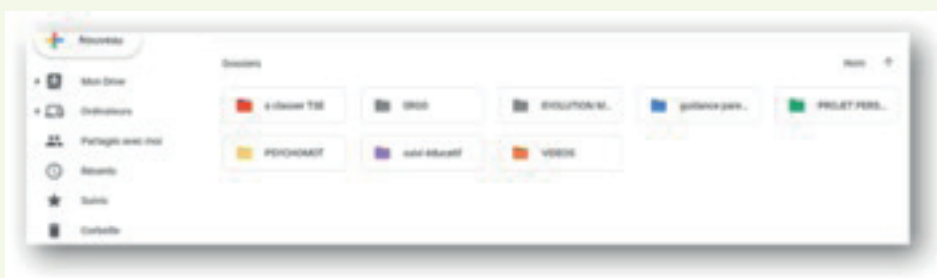 Nouveau
Dossiers
Nom
Mon Drive
a classer TSE
ERGO
EVOLUTION M...
guidance pare...
PROJET PERS...
Ordinateurs
Partagés avec moi
PSYCHOMOT
suivi éducatif
VIDEOS
Récents
Suivis
Corbeille